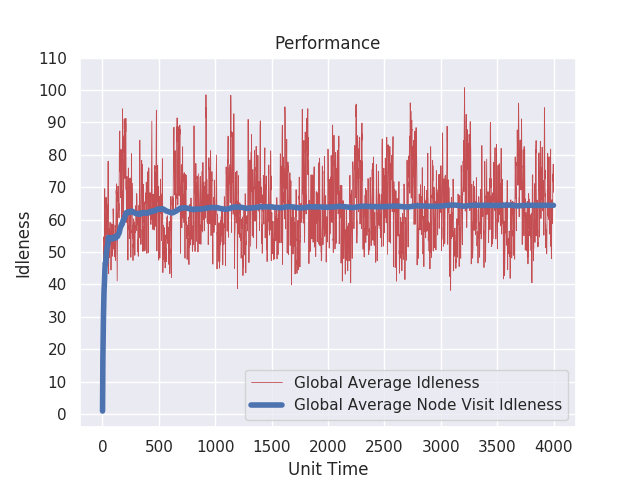 Performance
110
100
90
80
70
60
50
40
30
20
10
0
Idleness
Global Average Idleness
Global Average Node Visit Idleness
0 500 1000 1500 2000 2500 3000 3500 4000
Unit Time